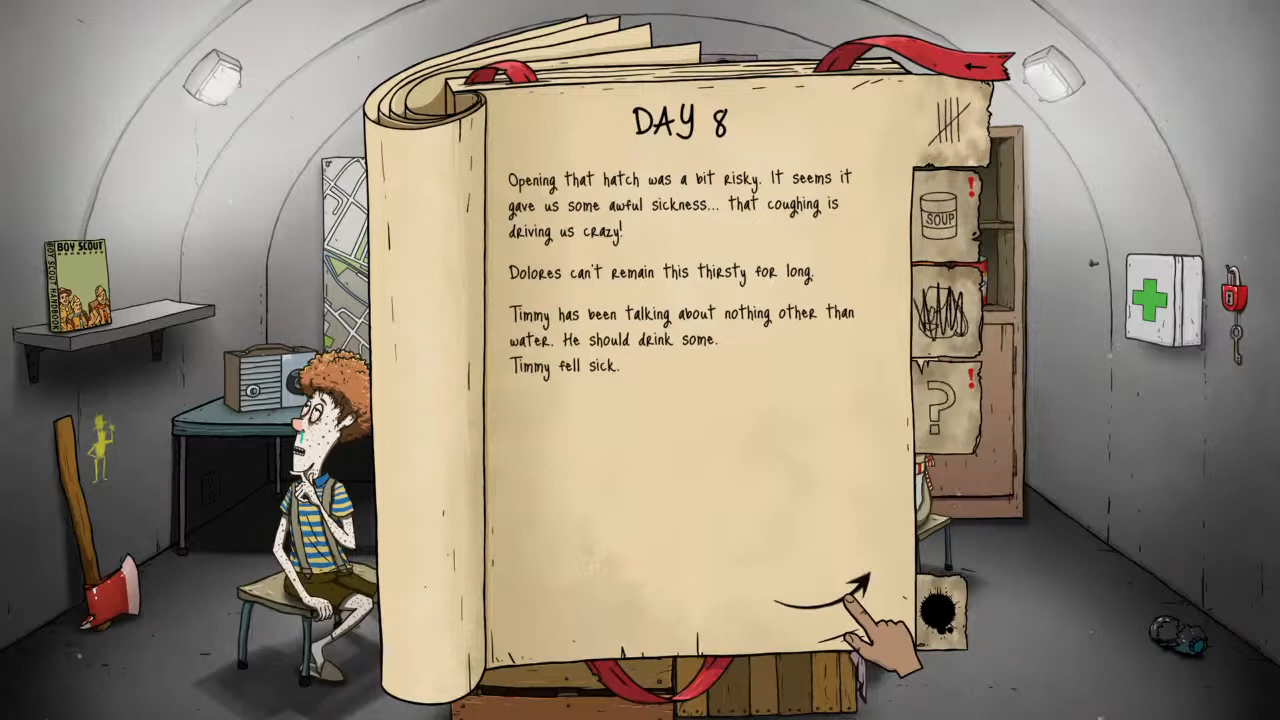 DAY 8
Opening that hatch was a bit risky. It seems it
gave us some awful sickness... that coughing is
driving us crazy!
Dolores can't remain this thirsty for long.
Timmy has been talking about nothing other than
water. He should drink some.
Timmy fell sick.
!
SOUP
!
?
BOY SCOUT
HANDBOOK
BOY SCOUT HANDBOOK